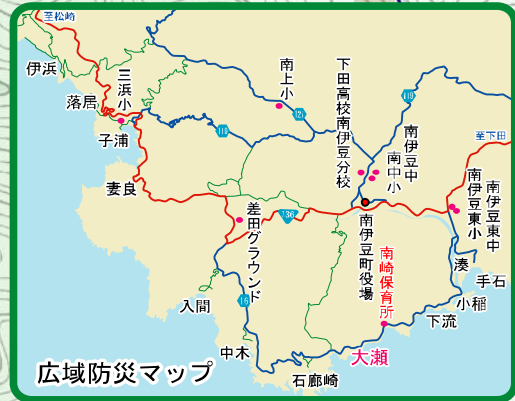 至松崎
伊浜
三浜小
落居
子浦
妻良
南上小
121
119
下田高校南伊豆分校
119
南伊豆中
南中小
至下田
南伊豆東中
南伊豆東小
差田グラウンド
136
南伊豆町役場
南崎保育所
湊
手石
小稲
下流
大瀬
入間
16
中木
石廊崎
広域防災マップ